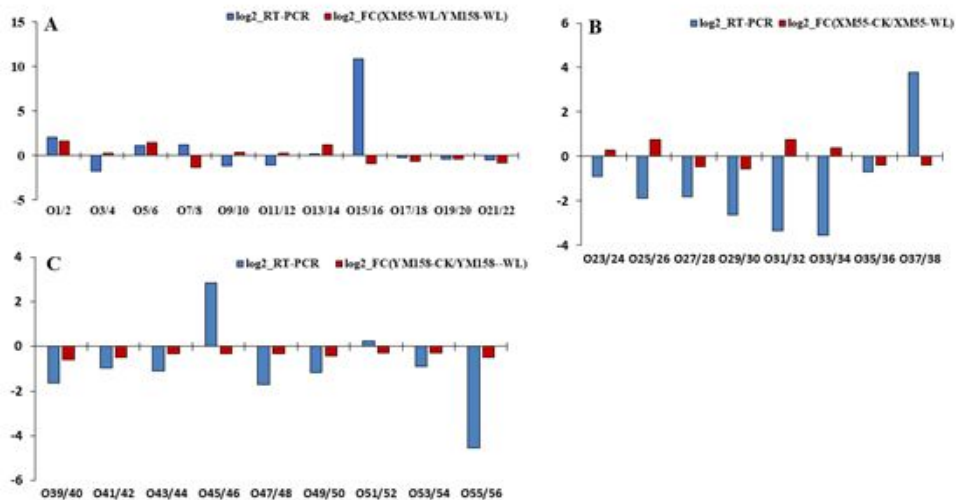 A
log2_RT-PCR log2_FC(XM55-WL/YM158-WL)
15
10
5
0
-5
O1/2 O3/4 O5/6 O7/8 O9/10 O11/12 O13/14 O15/16 O17/18 O19/20 O21/22
B
log2_RT-PCR log2_FC(XM55-CK/XM55-WL)
6
4
2
0
-2
-4
O23/24 O25/26 O27/28 O29/30 O31/32 O33/34 O35/36 O37/38
C
log2_RT-PCR log2_FC(YM158-CK/YM158--WL)
4
2
0
-2
-4
-6
O39/40 O41/42 O43/44 O45/46 O47/48 O49/50 O51/52 O53/54 O55/56